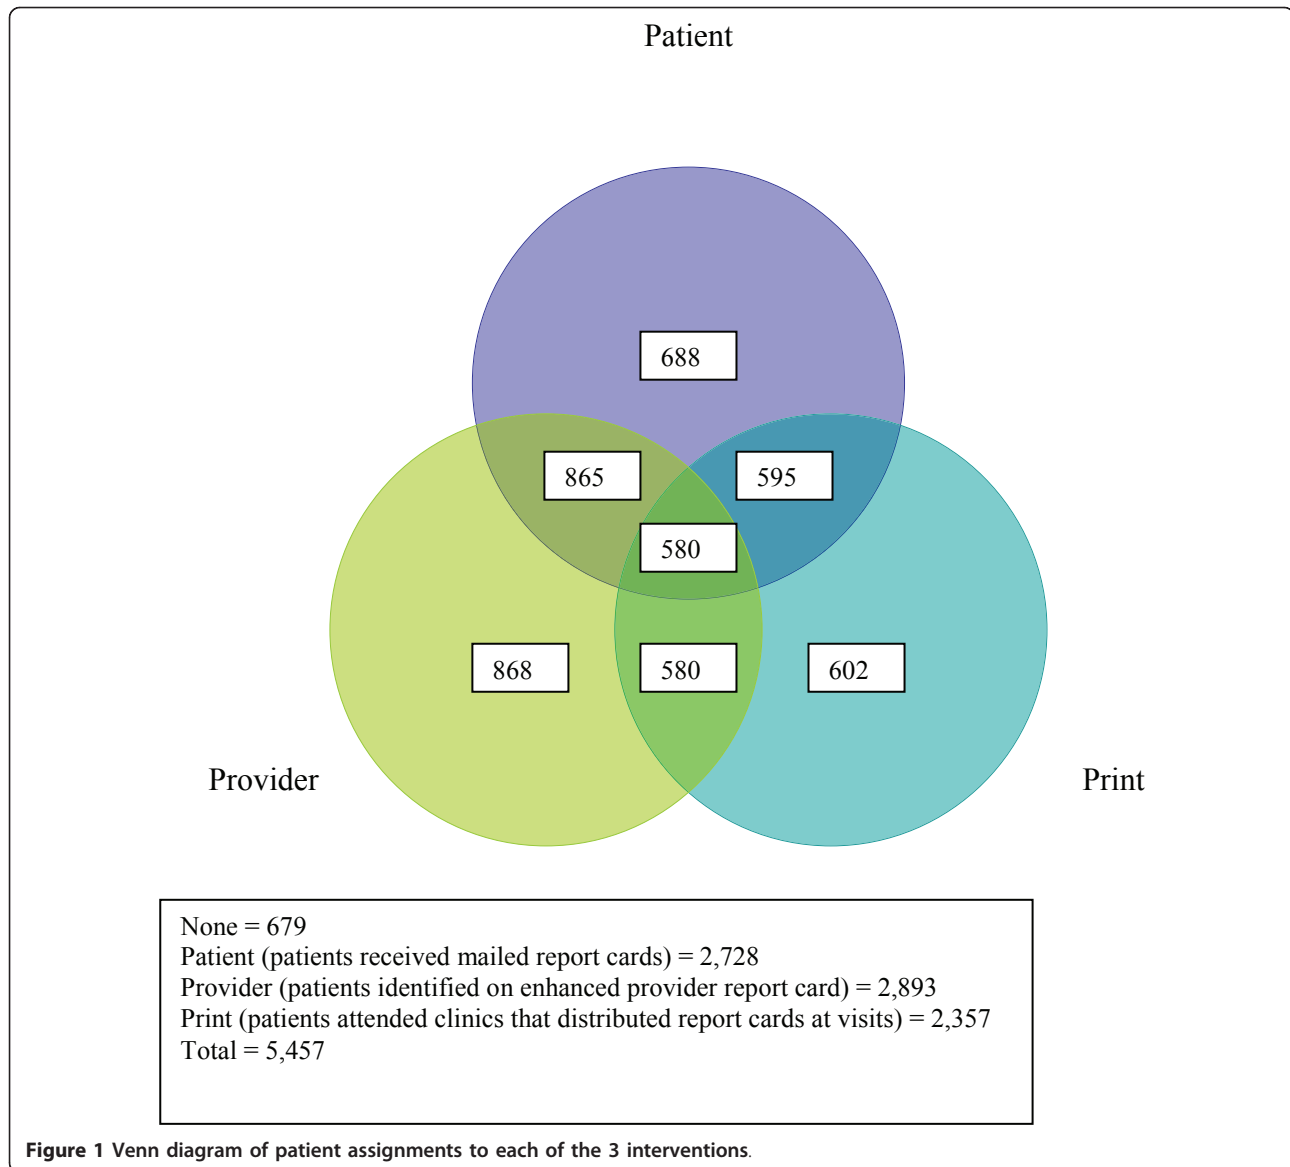 Patient
688
865
595
580
868
580
602
Provider
Print
None = 679
Patient (patients received mailed report cards) = 2,728
Provider (patients identified on enhanced provider report card) = 2,893
Print (patients attended clinics that distributed report cards at visits) = 2,357
Total = 5,457
Figure 1 Venn diagram of patient assignments to each of the 3 interventions.